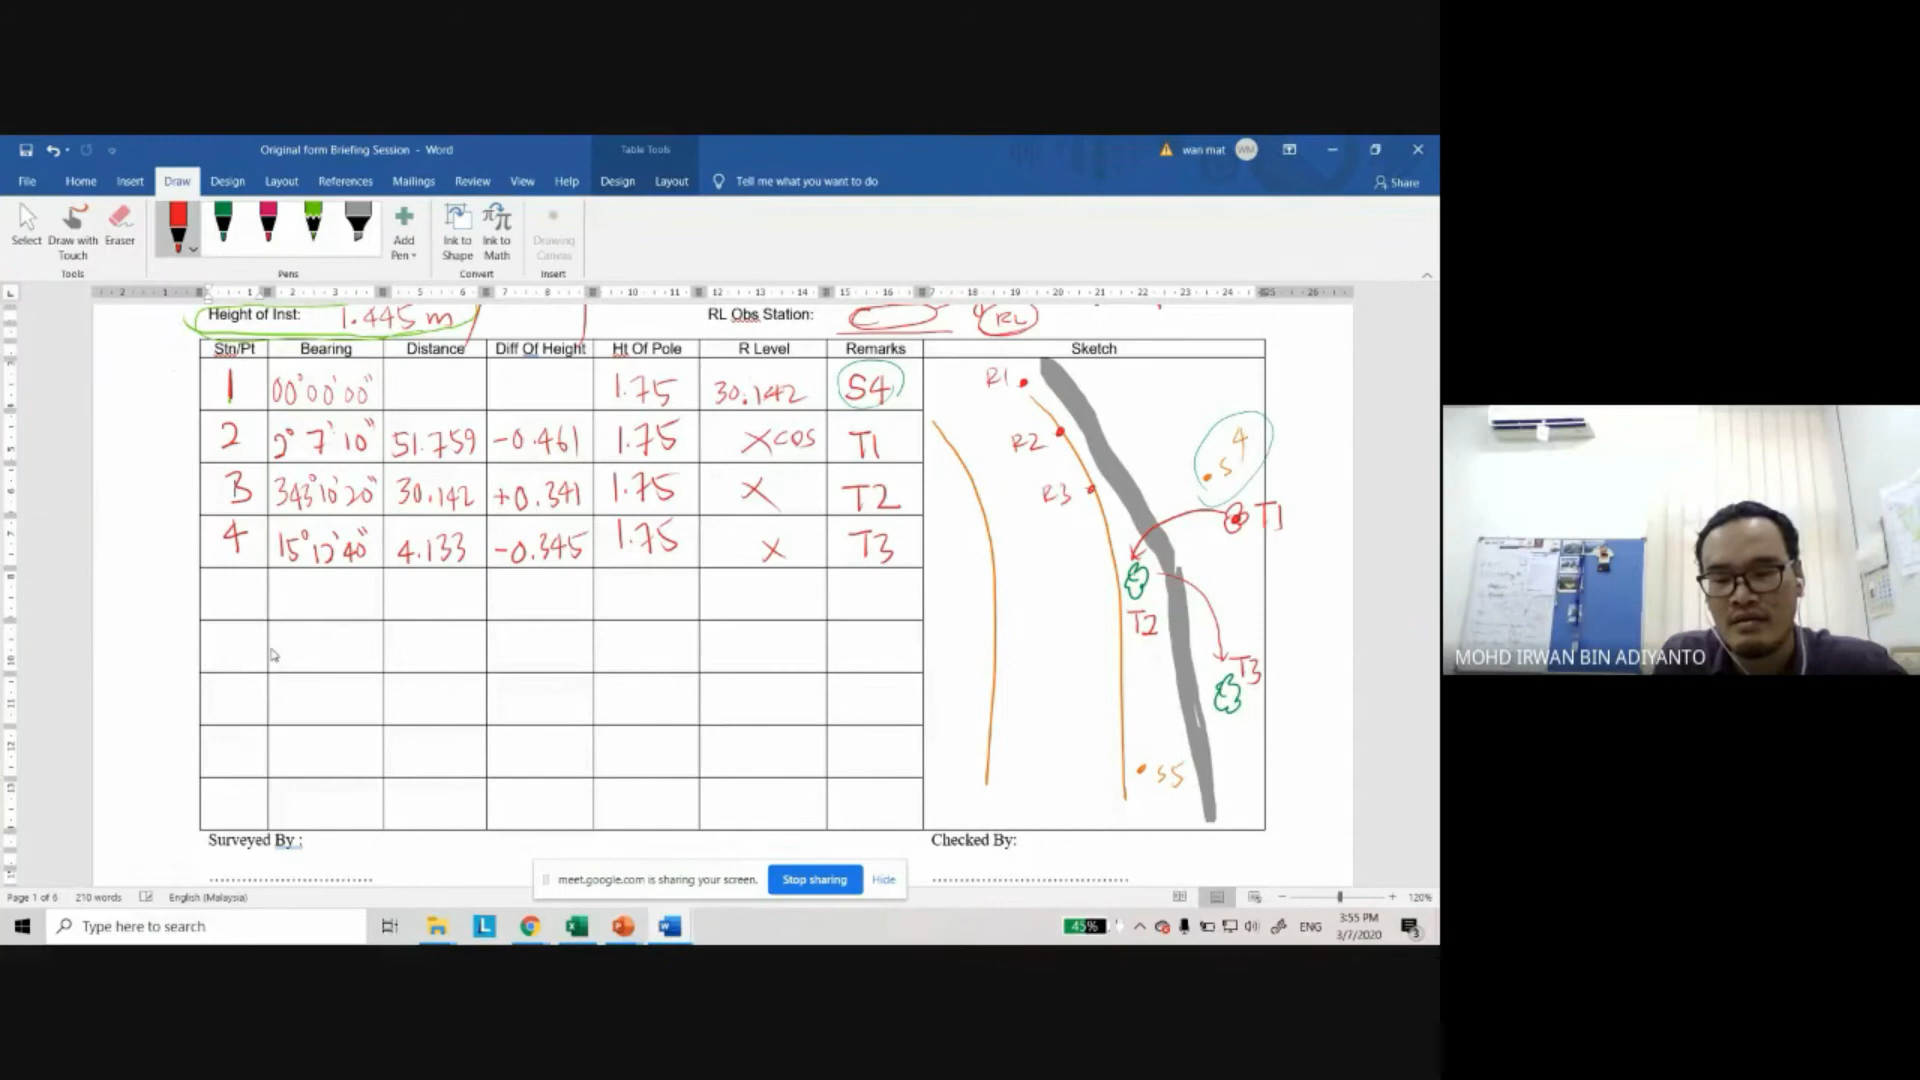 Original form Briefing Session - Word
Table Tools
wan mat
WM
File Home Insert Draw Design Layout References Mailings Review View Help Design Layout Tell me what you want to do
Share
Select Draw with Touch Eraser
Add Pen
Ink to Shape Ink to Math
Drawing Canvas
Tools Pens Convert Insert
Height of Inst: 1.445 m RL Obs Station: RL
Stn/Pt Bearing Distance Diff Of Height Ht Of Pole R Level Remarks Sketch
1 00°00'00" 1.75 30.142 S4
2 2° 7' 10" 51.759 -0.461 1.75 X cos T1
3 343°10'20" 30.142 +0.341 1.75 X T2
4 4.133 -0.345 1.75 X T3
R1
R2
R3
S4
T1
T2
T3
S5
Surveyed By :
Checked By:
meet.google.com is sharing your screen. Stop sharing Hide
Page 1 of 6 210 words English (Malaysia) 120%
Type here to search
45%
ENG
3:55 PM
3/7/2020
MOHD IRWAN BIN ADIYANTO